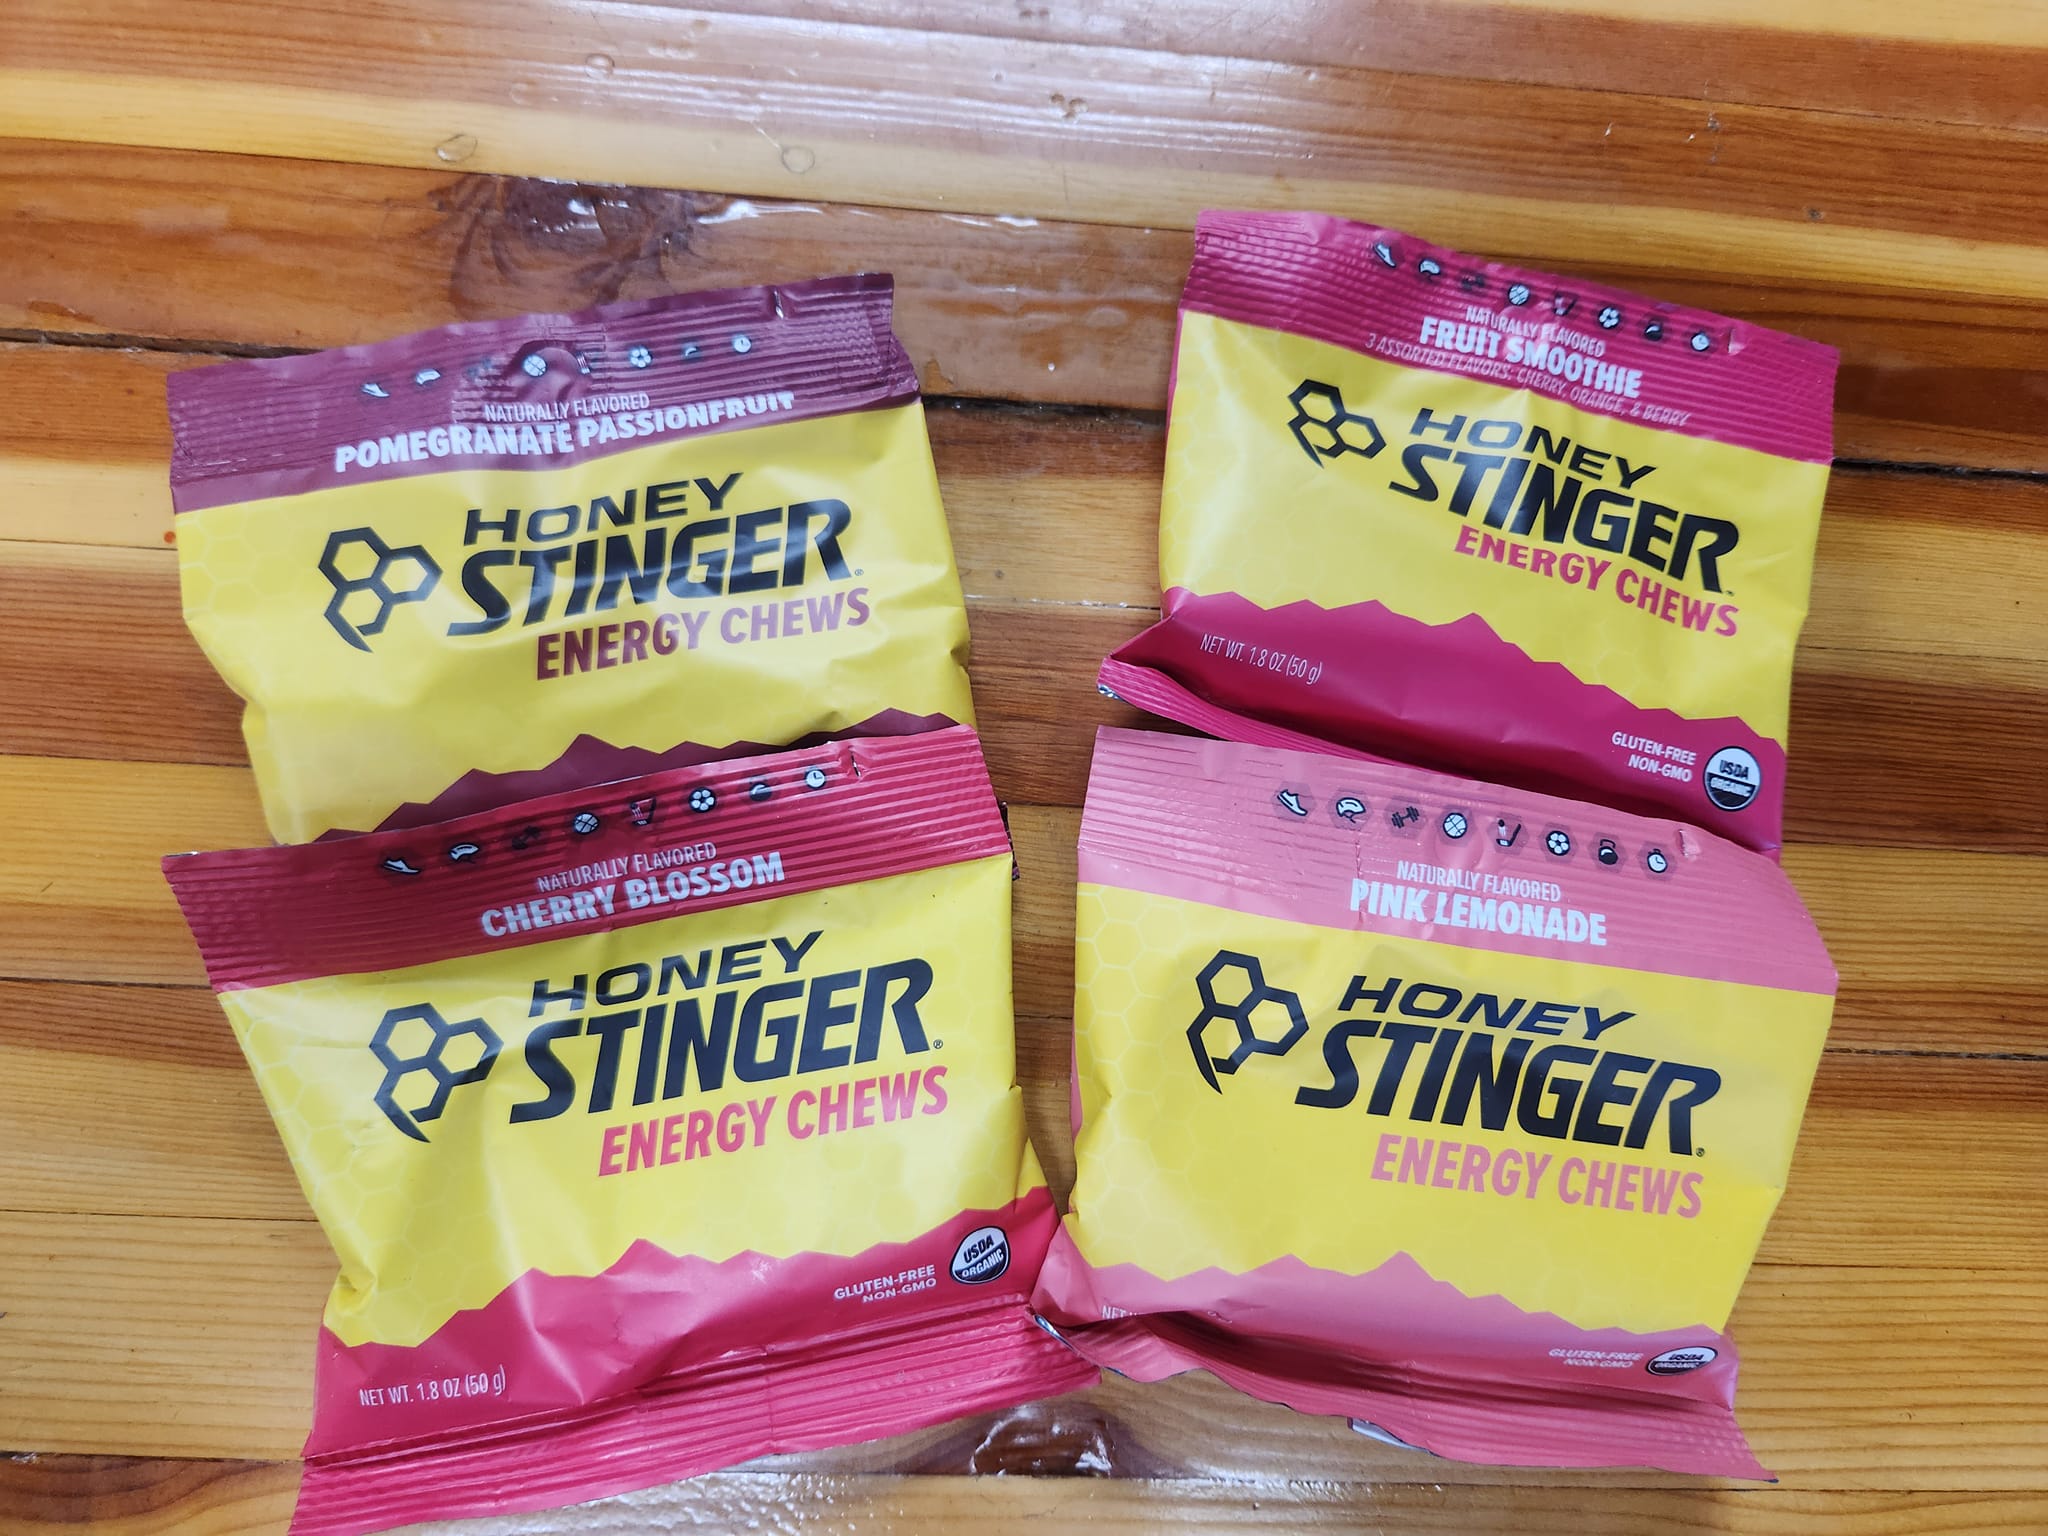 NATURALLY FLAVORED
POMEGRANATE PASSIONFRUIT
HONEY
STINGER®
ENERGY CHEWS
NATURALLY FLAVORED
FRUIT SMOOTHIE
3 ASSORTED FLAVORS: CHERRY, ORANGE, & BERRY
HONEY
STINGER
ENERGY CHEWS
NET WT. 1.8 OZ (50 g)
GLUTEN-FREE
NON-GMO
USDA
ORGANIC
NATURALLY FLAVORED
CHERRY BLOSSOM
HONEY
STINGER®
ENERGY CHEWS
GLUTEN-FREE
NON-GMO
USDA
ORGANIC
NET WT. 1.8 OZ (50 g)
NATURALLY FLAVORED
PINK LEMONADE
HONEY
STINGER®
ENERGY CHEWS
NET
GLUTEN-FREE
NON-GMO
USDA
ORGANIC